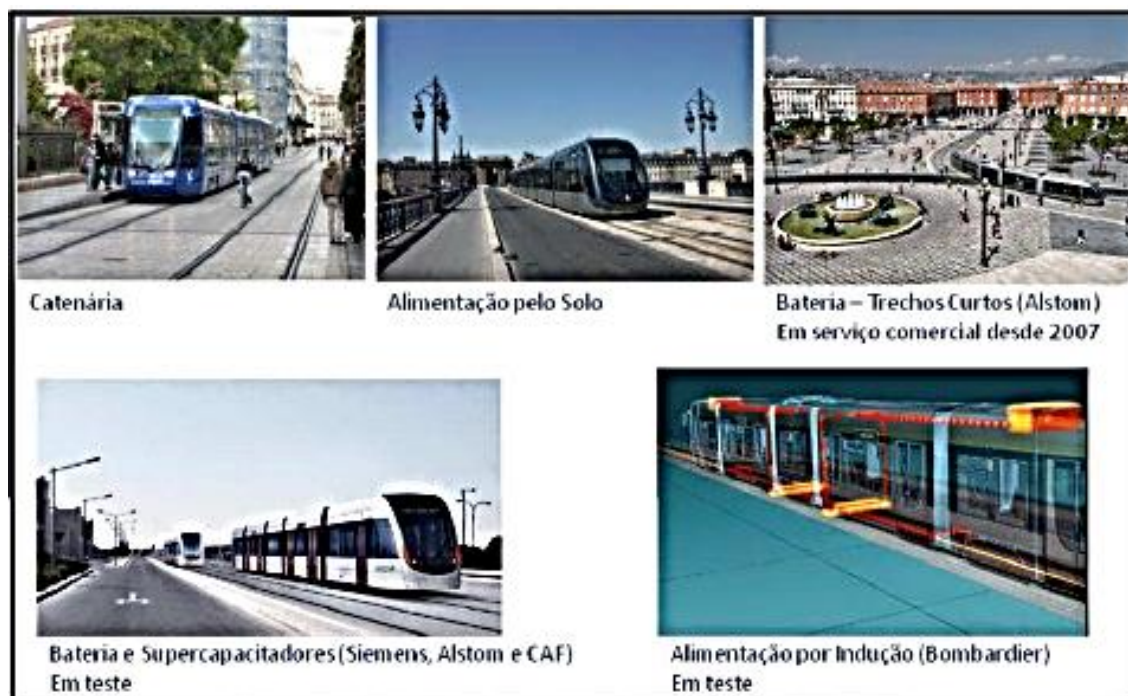 Catenária
Alimentação pelo Solo
Bateria – Trechos Curtos (Alstom)
Em serviço comercial desde 2007
Bateria e Supercapacitadores (Siemens, Alstom e CAF)
Em teste
Alimentação por Indução (Bombardier)
Em teste